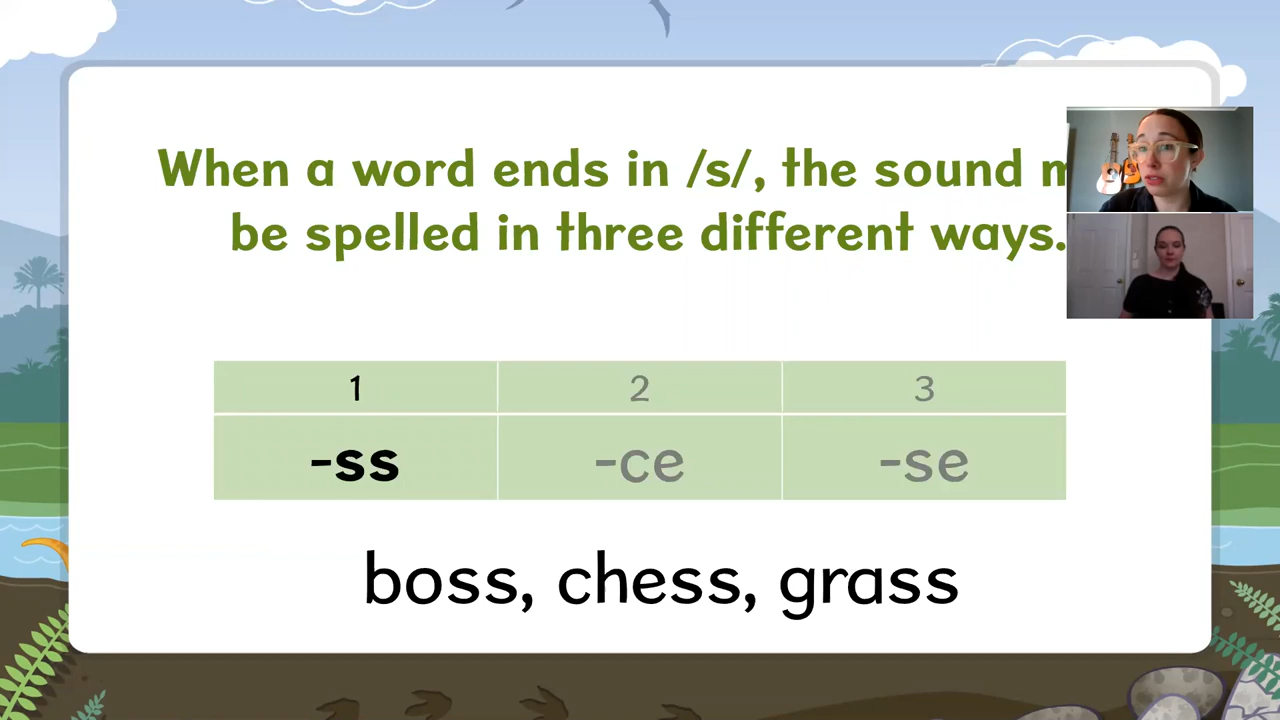 When a word ends in /s/, the sound m
be spelled in three different ways.
1 2 3
-ss -ce -se
boss, chess, grass